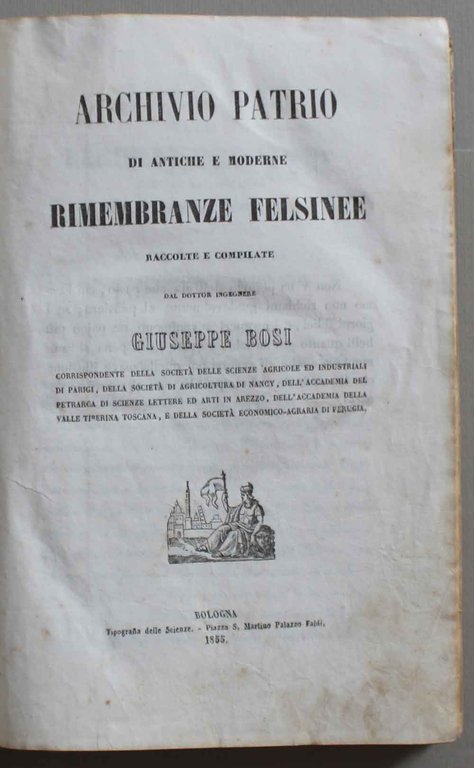 ARCHIVIO PATRIO
DI ANTICHE E MODERNE
RIMEMBRANZE FELSINEE
RACCOLTE E COMPILATE
DAL DOTTOR INGEGNERE
GIUSEPPE BOSI
CORRISPONDENTE DELLA SOCIETÀ DELLE SCIENZE AGRICOLE ED INDUSTRIALI
DI PARIGI, DELLA SOCIETÀ DI AGRICOLTURA DI NANCY, DELL'ACCADEMIA DEL
PETRARCA DI SCIENZE LETTERE ED ARTI IN AREZZO, DELL'ACCADEMIA DELLA
VALLE TIBERINA TOSCANA, E DELLA SOCIETÀ ECONOMICO-AGRARIA DI PERUGIA.
BOLOGNA
Tipografia delle Scienze. - Piazza S. Martino Palazzo Faldi,
1855.